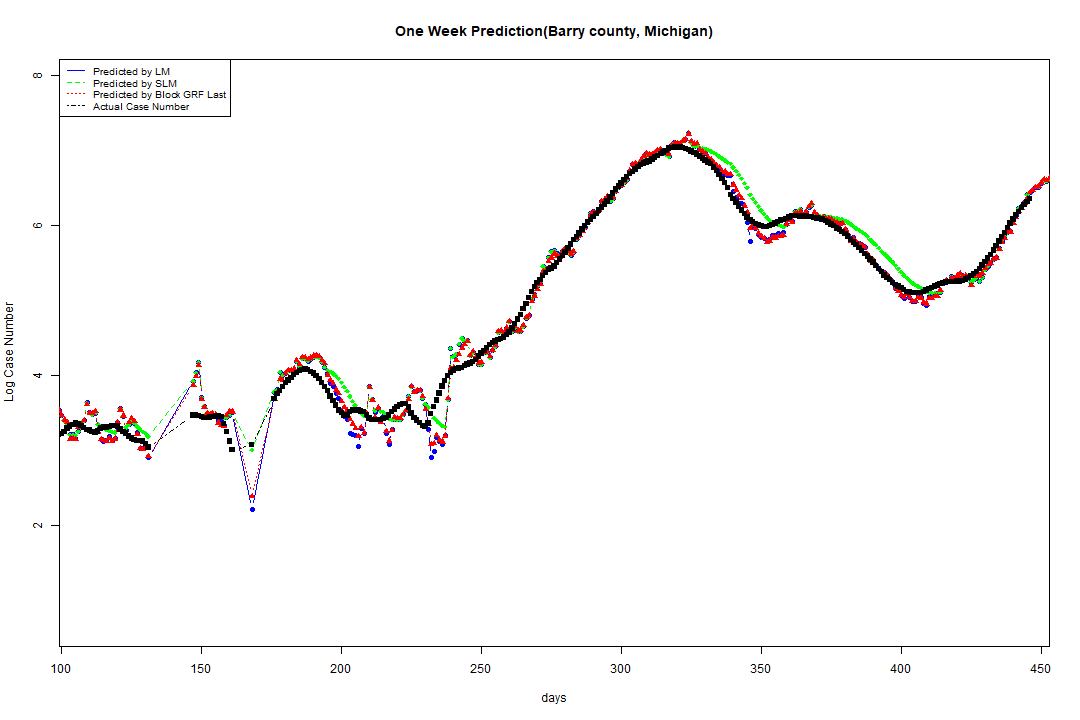 One Week Prediction(Barry county, Michigan)
Predicted by LM
Predicted by SLM
Predicted by Block GRF Last
Actual Case Number
8
6
4
2
Log Case Number
100 150 200 250 300 350 400 450
days